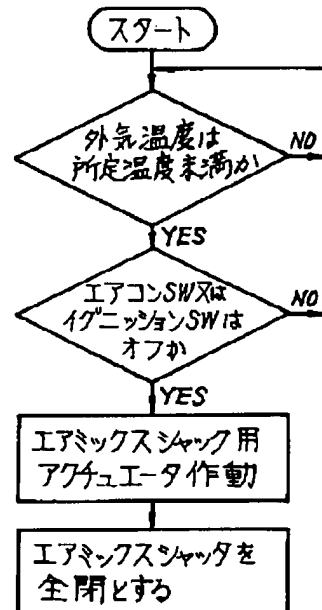 スタート
外気温度は
所定温度未満か
NO
YES
エアコンSW又は
イグニッションSWは
オフか
NO
YES
エアミックスシャック用
アクチュエータ作動
エアミックスシャッタを
全閉とする